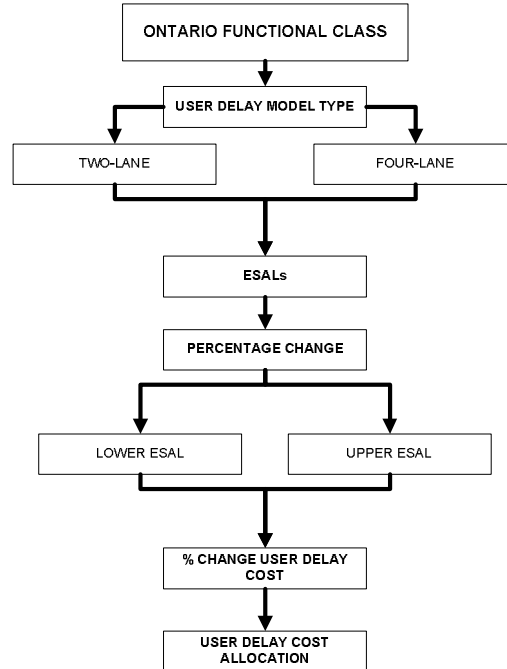 ONTARIO FUNCTIONAL CLASS
USER DELAY MODEL TYPE
TWO-LANE
FOUR-LANE
ESALs
PERCENTAGE CHANGE
LOWER ESAL
UPPER ESAL
% CHANGE USER DELAY
COST
USER DELAY COST
ALLOCATION